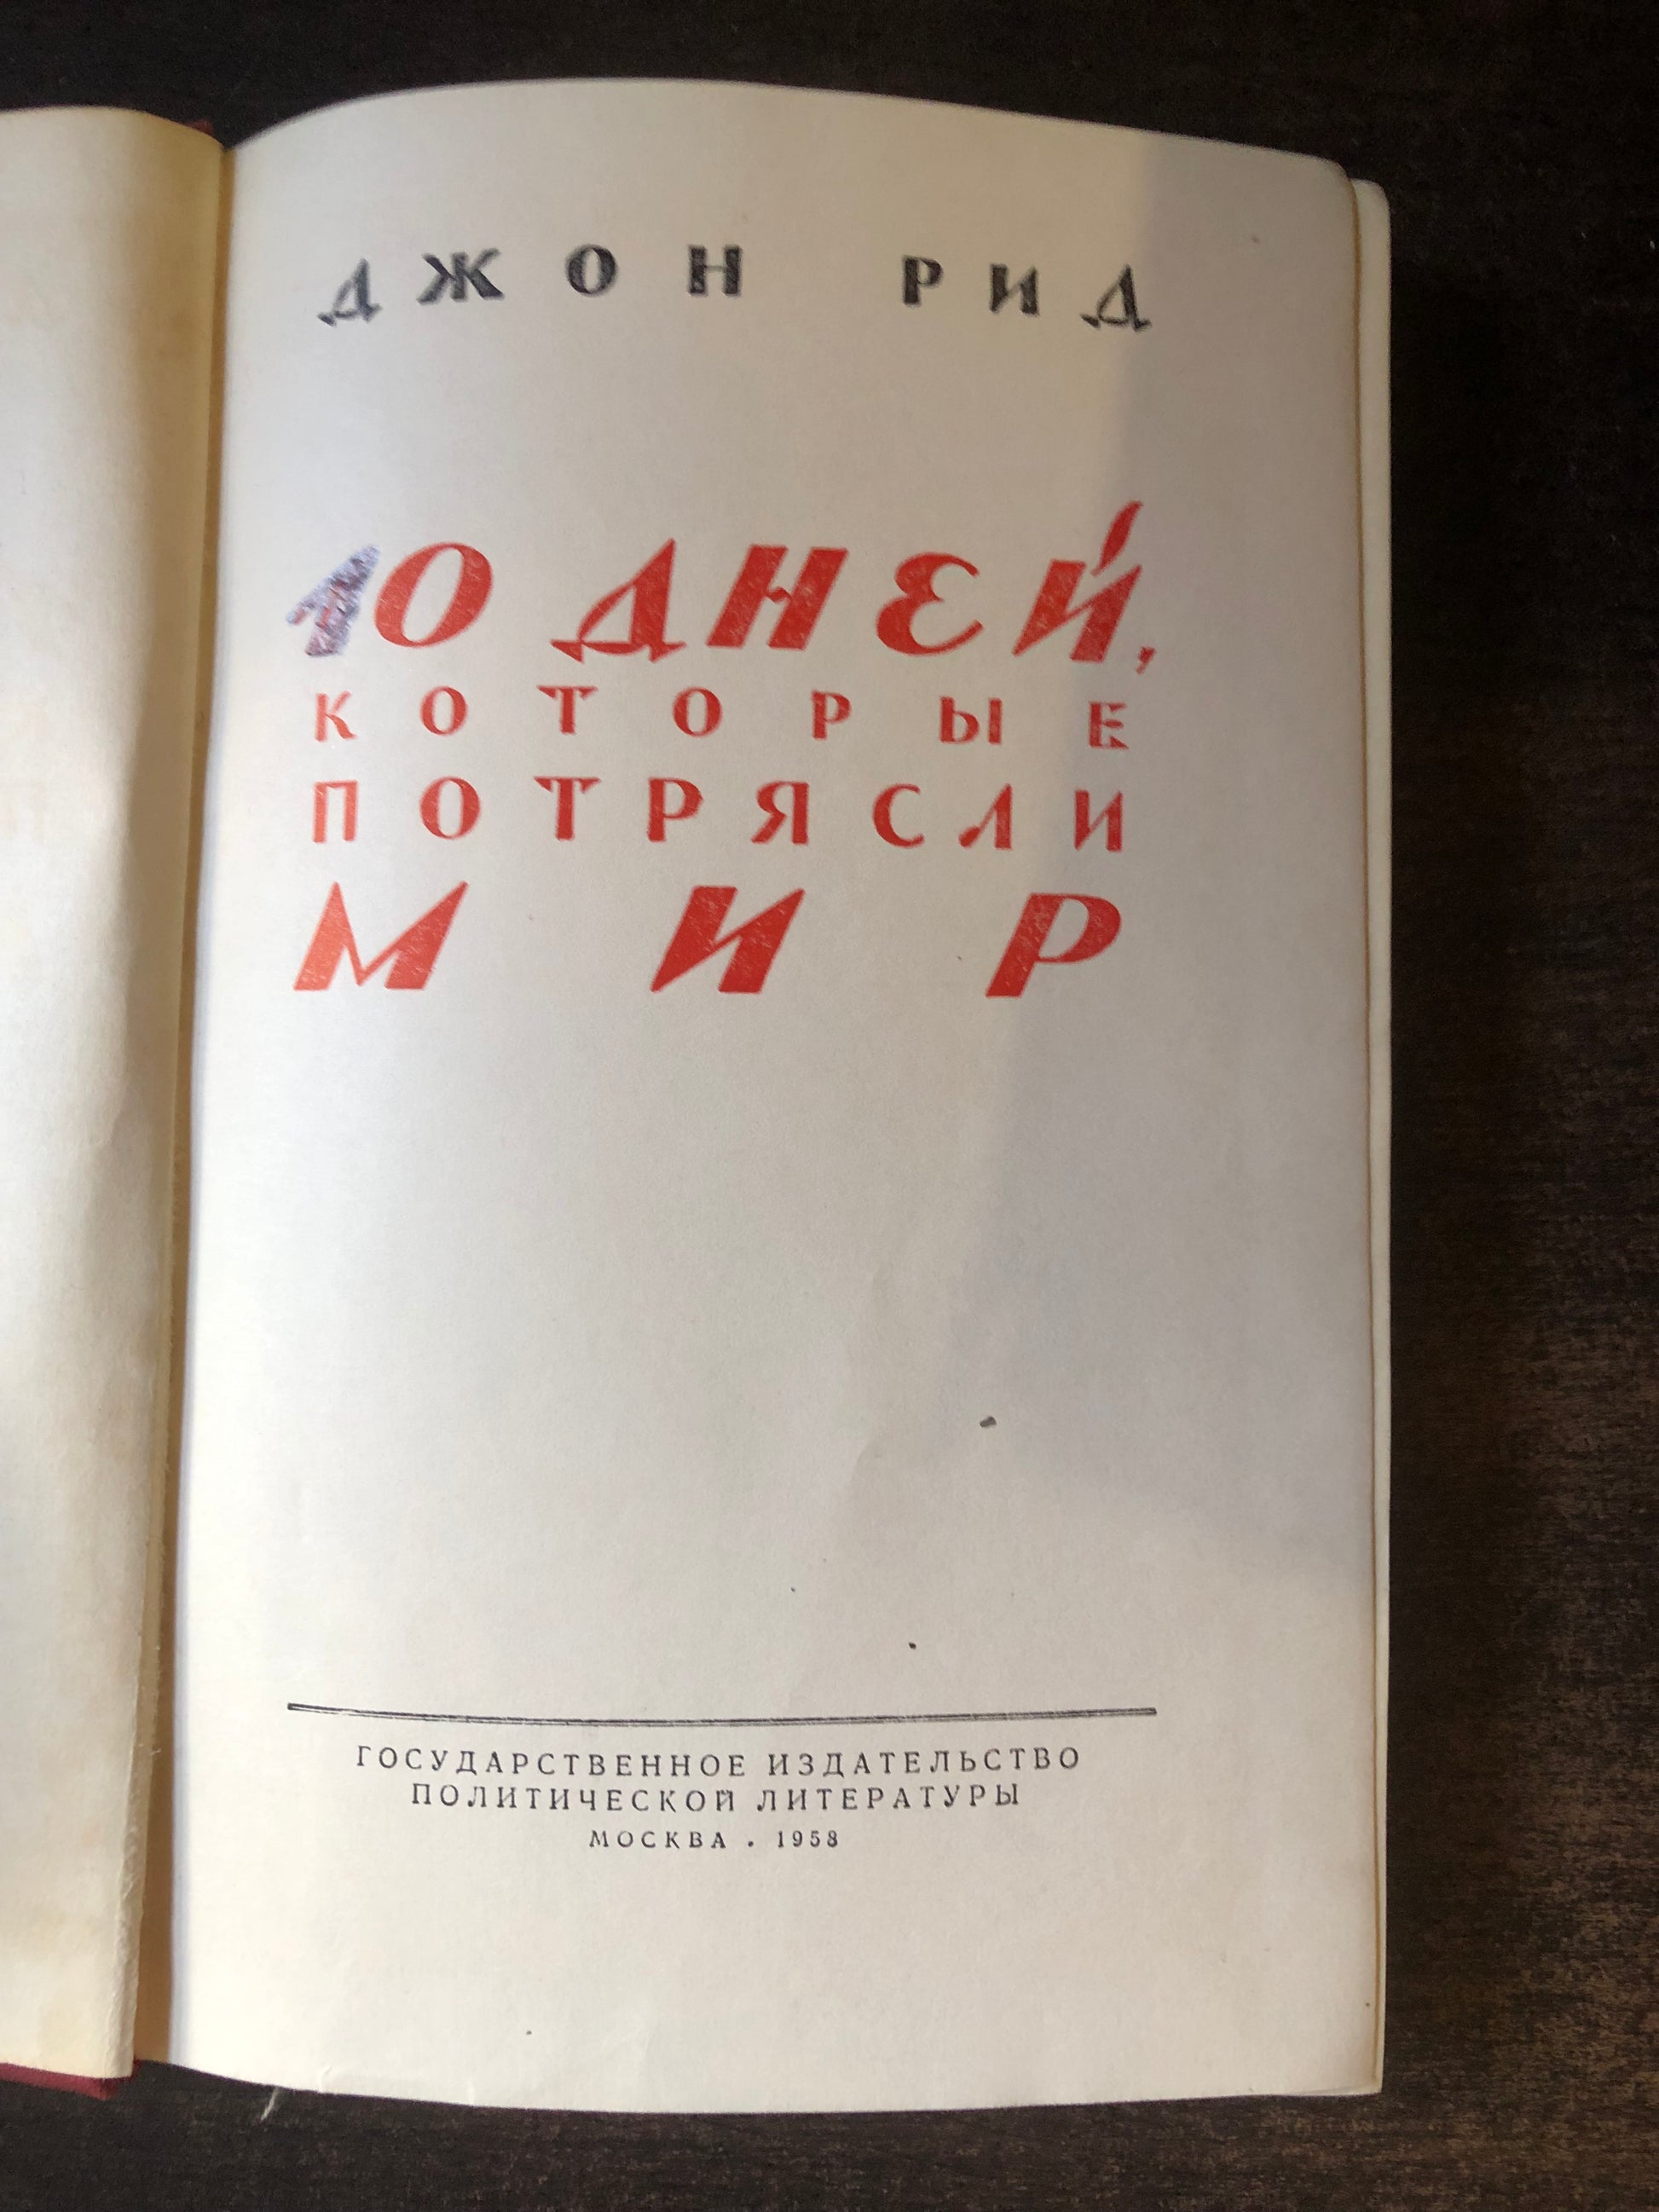 ДЖОН РИД
10 ДНЕЙ,
КОТОРЫЕ
ПОТРЯСЛИ
МИР
ГОСУДАРСТВЕННОЕ ИЗДАТЕЛЬСТВО
ПОЛИТИЧЕСКОЙ ЛИТЕРАТУРЫ
МОСКВА . 1958